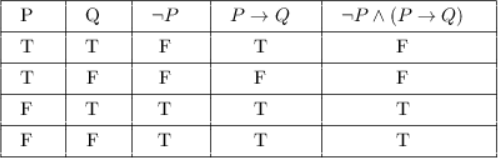 P Q ¬P P → Q ¬P ∧ (P → Q)
T T F T F
T F F F F
F T T T T
F F T T T